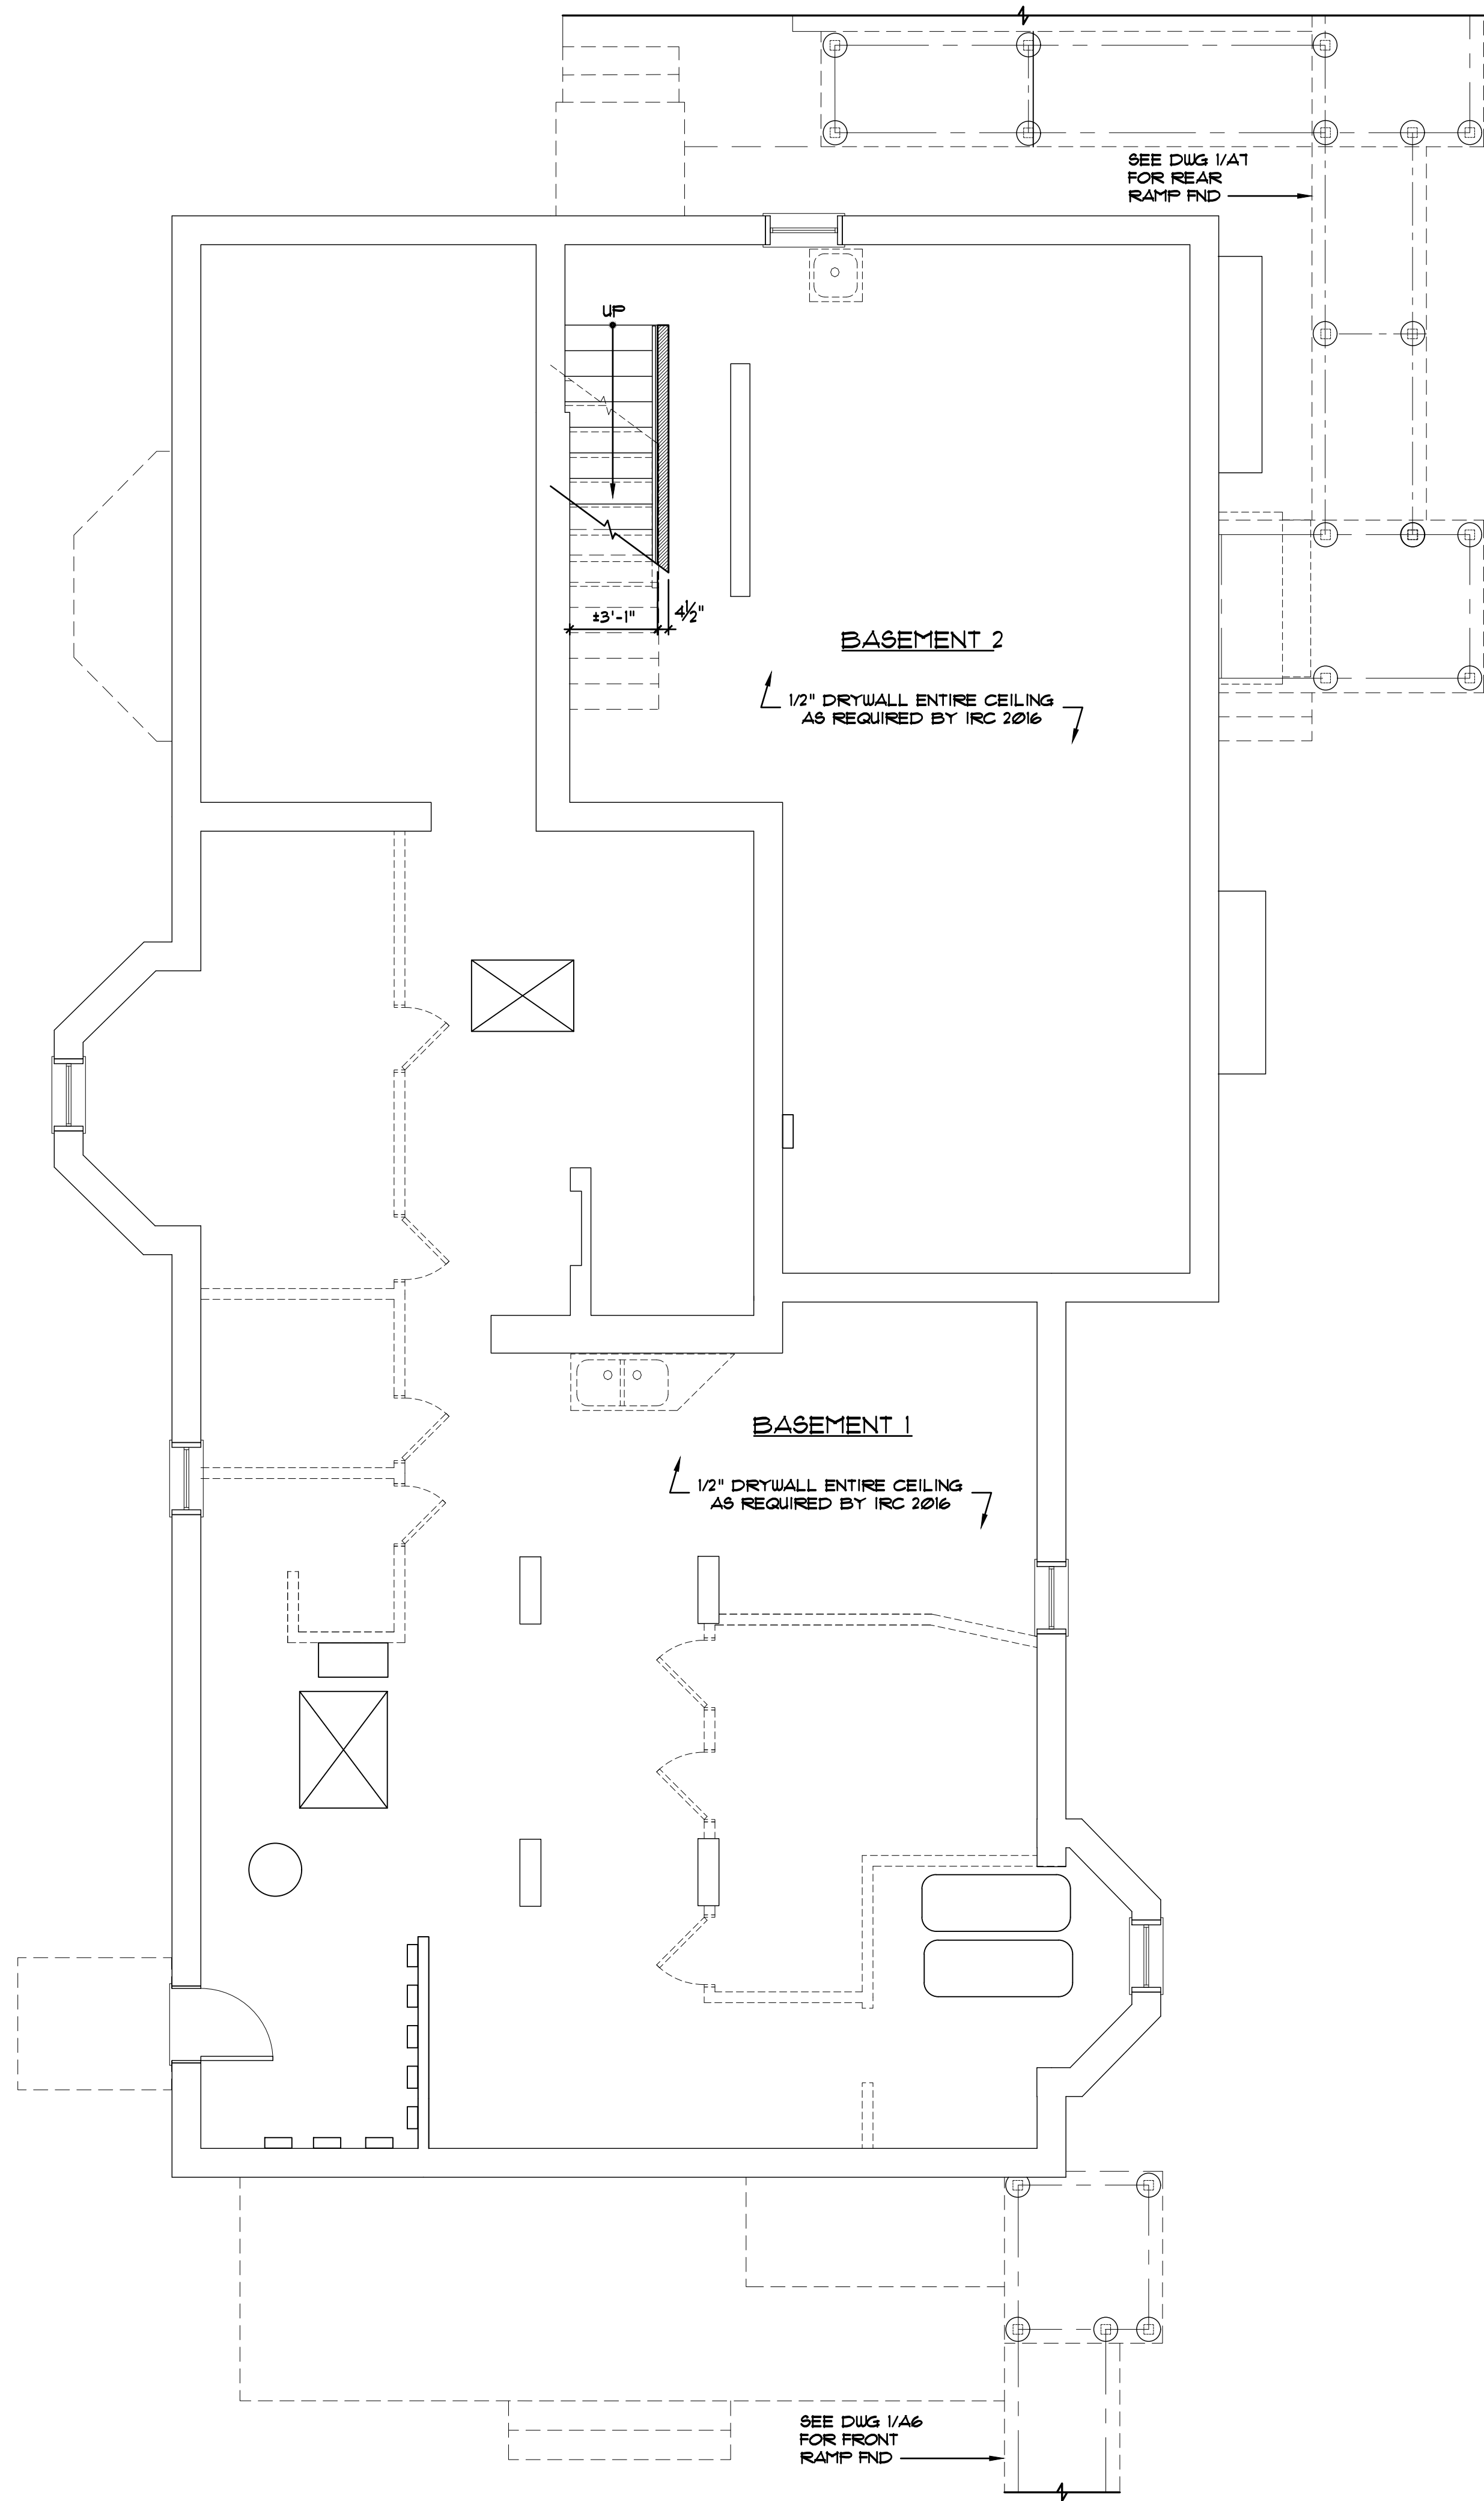 SEE DWG 1/A7
FOR REAR
RAMP FND
UP
±3'-1"
4½"
BASEMENT 2
1/2" DRYWALL ENTIRE CEILING
AS REQUIRED BY IRC 2016
BASEMENT 1
1/2" DRYWALL ENTIRE CEILING
AS REQUIRED BY IRC 2016
SEE DWG 1/A6
FOR FRONT
RAMP FND